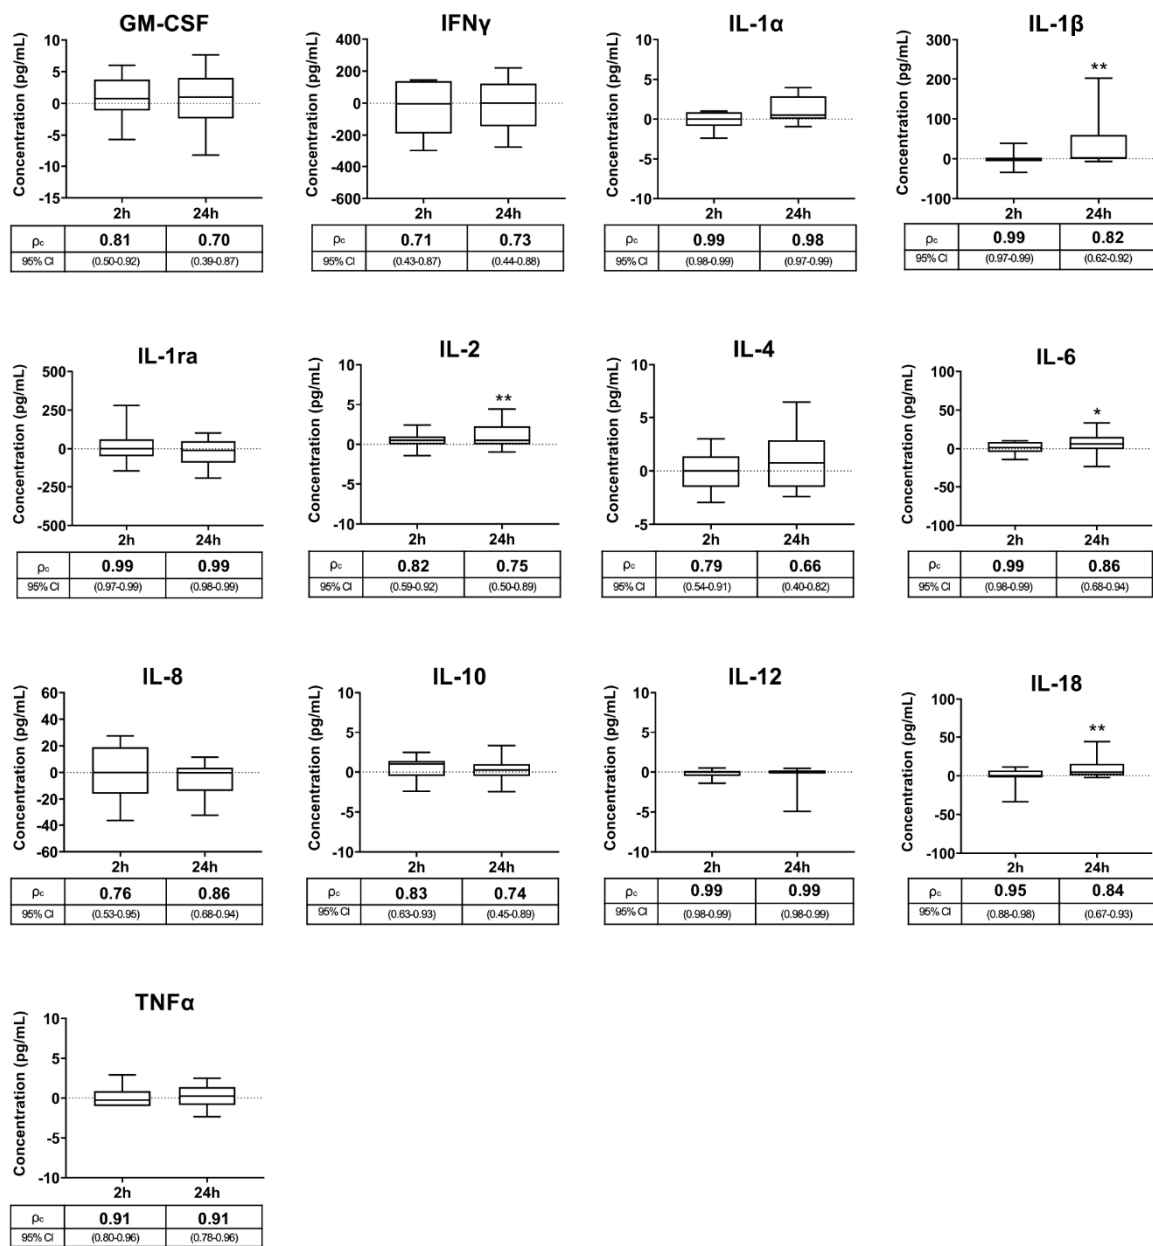 GM-CSF
Concentration (pg/mL)
10
5
0
-5
-10
-15
2h 24h
ρc 0.81 0.70
95% CI (0.50-0.92) (0.39-0.87)
IFNγ
Concentration (pg/mL)
400
200
0
-200
-400
-600
2h 24h
ρc 0.71 0.73
95% CI (0.43-0.87) (0.44-0.88)
IL-1α
Concentration (pg/mL)
10
5
0
-5
-10
2h 24h
ρc 0.99 0.98
95% CI (0.98-0.99) (0.97-0.99)
IL-1β
Concentration (pg/mL)
300
200
100
0
-100
**
2h 24h
ρc 0.99 0.82
95% CI (0.97-0.99) (0.62-0.92)
IL-1ra
Concentration (pg/mL)
500
250
0
-250
-500
2h 24h
ρc 0.99 0.99
95% CI (0.97-0.99) (0.98-0.99)
IL-2
Concentration (pg/mL)
10
5
0
-5
-10
**
2h 24h
ρc 0.82 0.75
95% CI (0.59-0.92) (0.50-0.89)
IL-4
Concentration (pg/mL)
10
5
0
-5
2h 24h
ρc 0.79 0.66
95% CI (0.54-0.91) (0.40-0.82)
IL-6
Concentration (pg/mL)
100
50
0
-50
-100
*
2h 24h
ρc 0.99 0.86
95% CI (0.98-0.99) (0.68-0.94)
IL-8
Concentration (pg/mL)
60
40
20
0
-20
-40
-60
2h 24h
ρc 0.76 0.86
95% CI (0.53-0.95) (0.68-0.94)
IL-10
Concentration (pg/mL)
10
5
0
-5
-10
2h 24h
ρc 0.83 0.74
95% CI (0.63-0.93) (0.45-0.89)
IL-12
Concentration (pg/mL)
10
5
0
-5
-10
2h 24h
ρc 0.99 0.99
95% CI (0.98-0.99) (0.98-0.99)
IL-18
Concentration (pg/mL)
100
50
0
-50
-100
**
2h 24h
ρc 0.95 0.84
95% CI (0.88-0.98) (0.67-0.93)
TNFα
Concentration (pg/mL)
10
5
0
-5
-10
2h 24h
ρc 0.91 0.91
95% CI (0.80-0.96) (0.78-0.96)